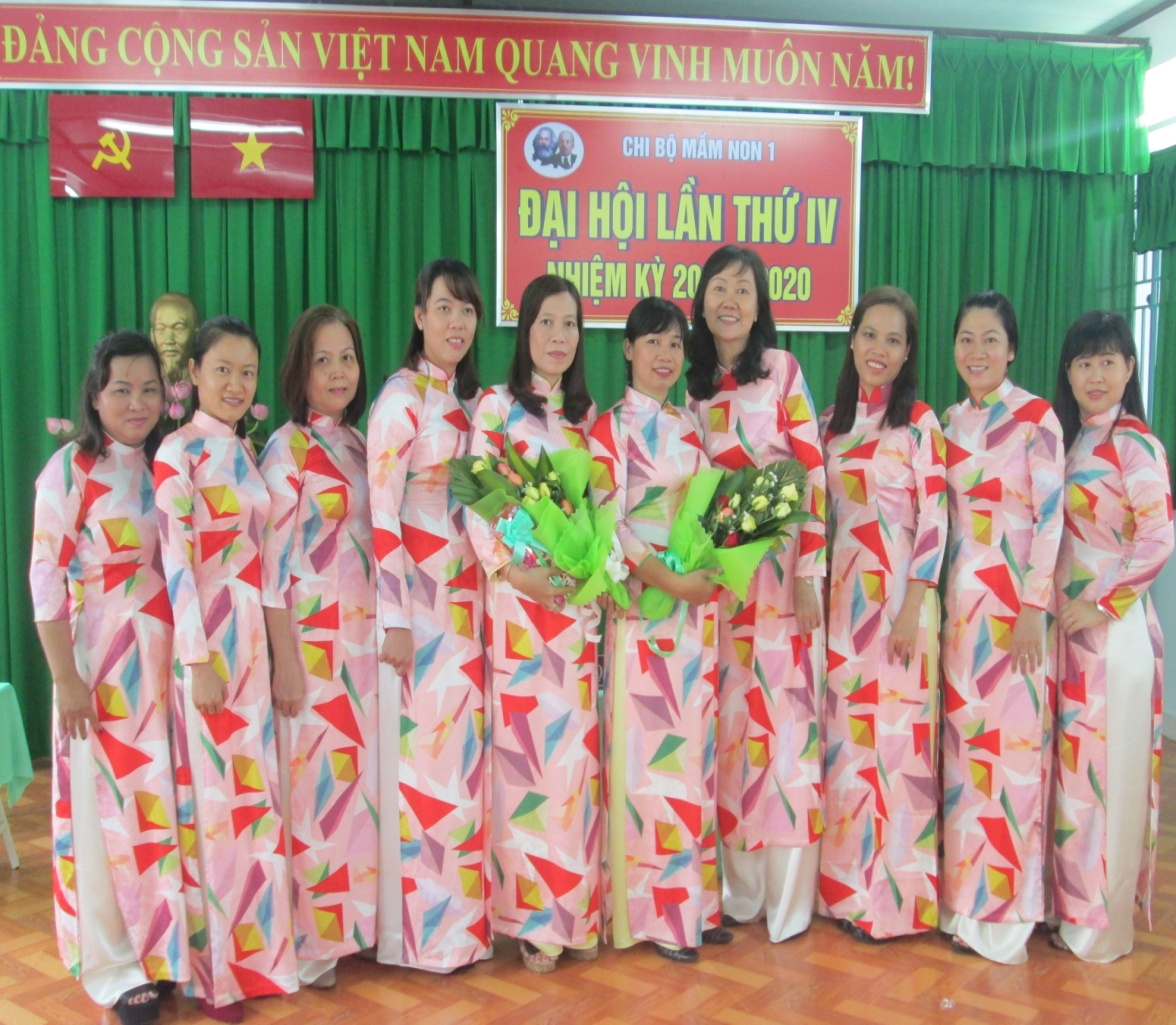 ĐẢNG CỘNG SẢN VIỆT NAM QUANG VINH MUÔN NĂM!
CHI BỘ MẦM NON 1
ĐẠI HỘI LẦN THỨ IV
NHIỆM KỲ 2020